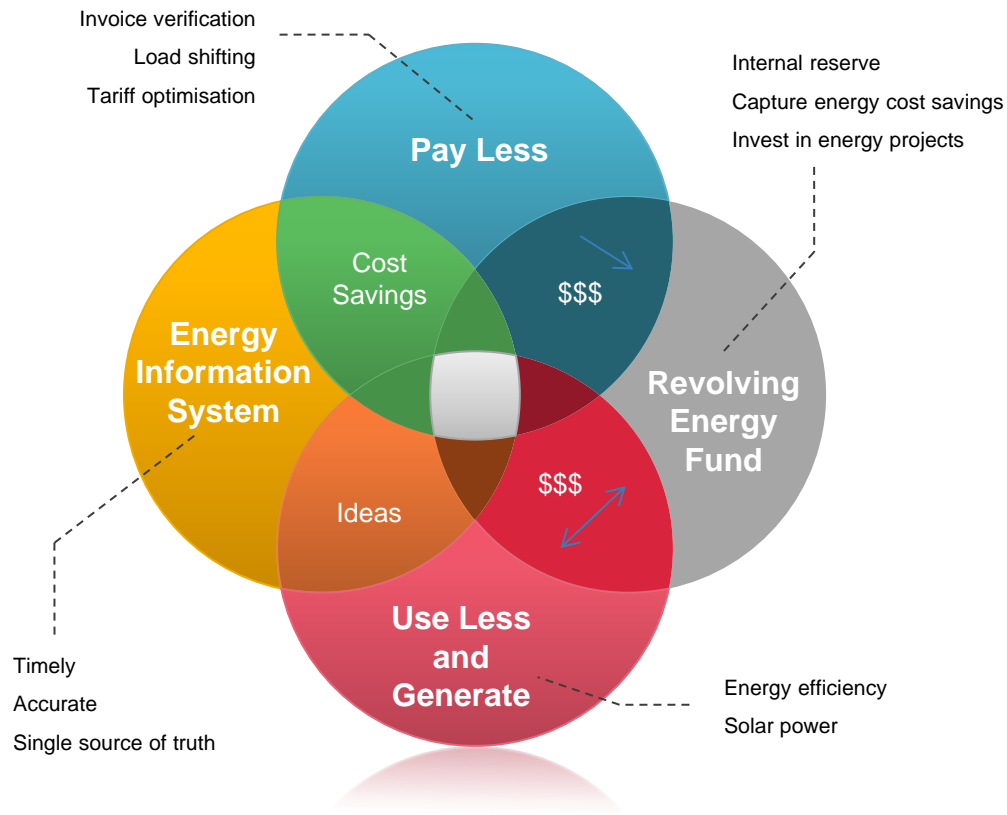 Invoice verification
Load shifting
Tariff optimisation
Internal reserve
Capture energy cost savings
Invest in energy projects
Pay Less
Cost
Savings
$$$
Energy
Information
System
Revolving
Energy
Fund
Ideas
$$$
Use Less
and
Generate
Timely
Accurate
Single source of truth
Energy efficiency
Solar power